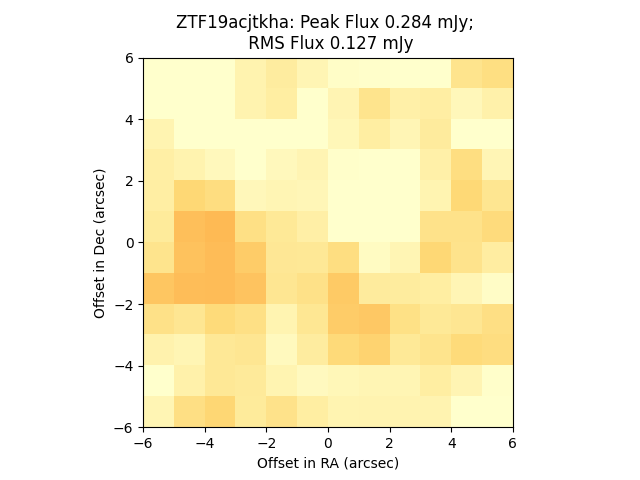 ZTF19acjtkha: Peak Flux 0.284 mJy;
RMS Flux 0.127 mJy
6
4
2
0
−2
−4
−6
Offset in Dec (arcsec)
−6 −4 −2 0 2 4 6
Offset in RA (arcsec)